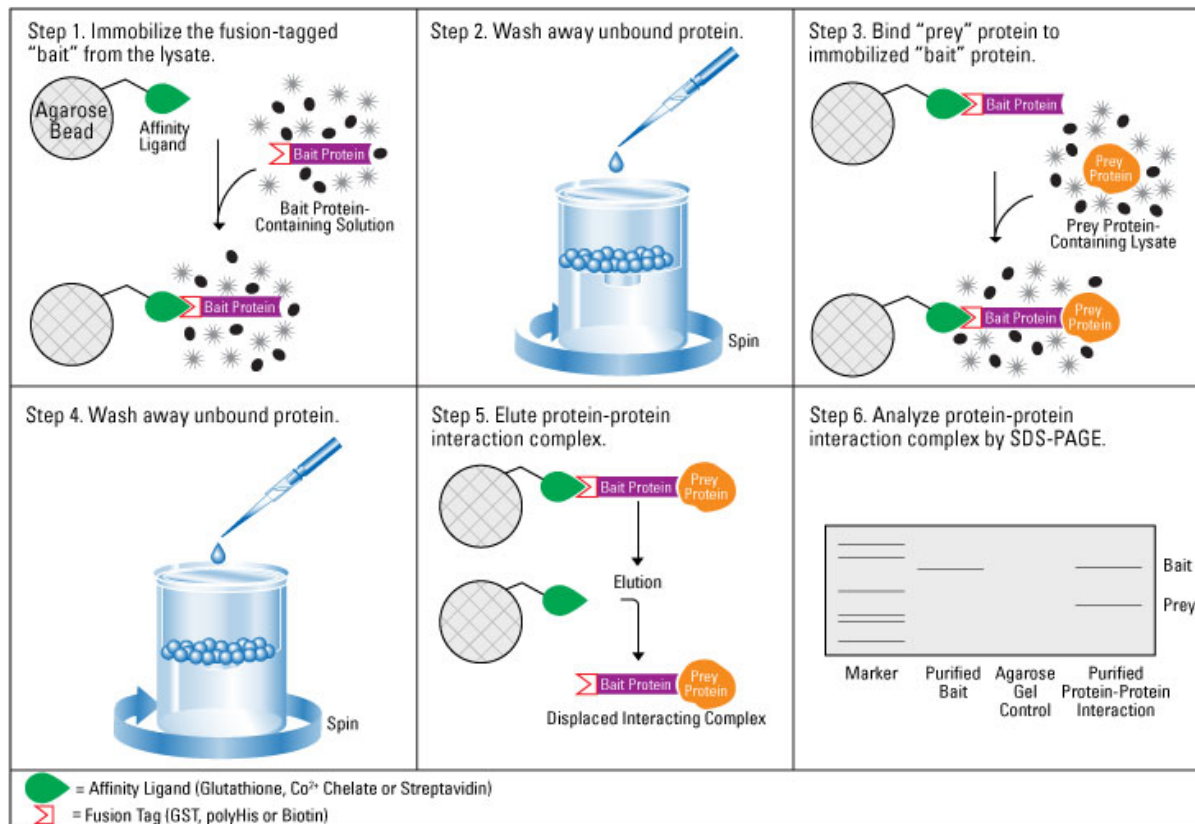 Step 1. Immobilize the fusion-tagged
"bait" from the lysate.
Agarose
Bead
Affinity
Ligand
Bait Protein
Bait Protein-
Containing Solution
Bait Protein
Step 2. Wash away unbound protein.
Spin
Step 3. Bind "prey" protein to
immobilized "bait" protein.
Bait Protein
Prey
Protein
Prey Protein-
Containing Lysate
Bait Protein
Prey
Protein
Step 4. Wash away unbound protein.
Spin
Step 5. Elute protein-protein
interaction complex.
Bait Protein
Prey
Protein
Elution
Bait Protein
Prey
Protein
Displaced Interacting Complex
Step 6. Analyze protein-protein
interaction complex by SDS-PAGE.
Bait
Prey
Marker
Purified
Bait
Agarose
Gel
Control
Purified
Protein-Protein
Interaction
= Affinity Ligand (Glutathione, Co²⁺ Chelate or Streptavidin)
= Fusion Tag (GST, polyHis or Biotin)